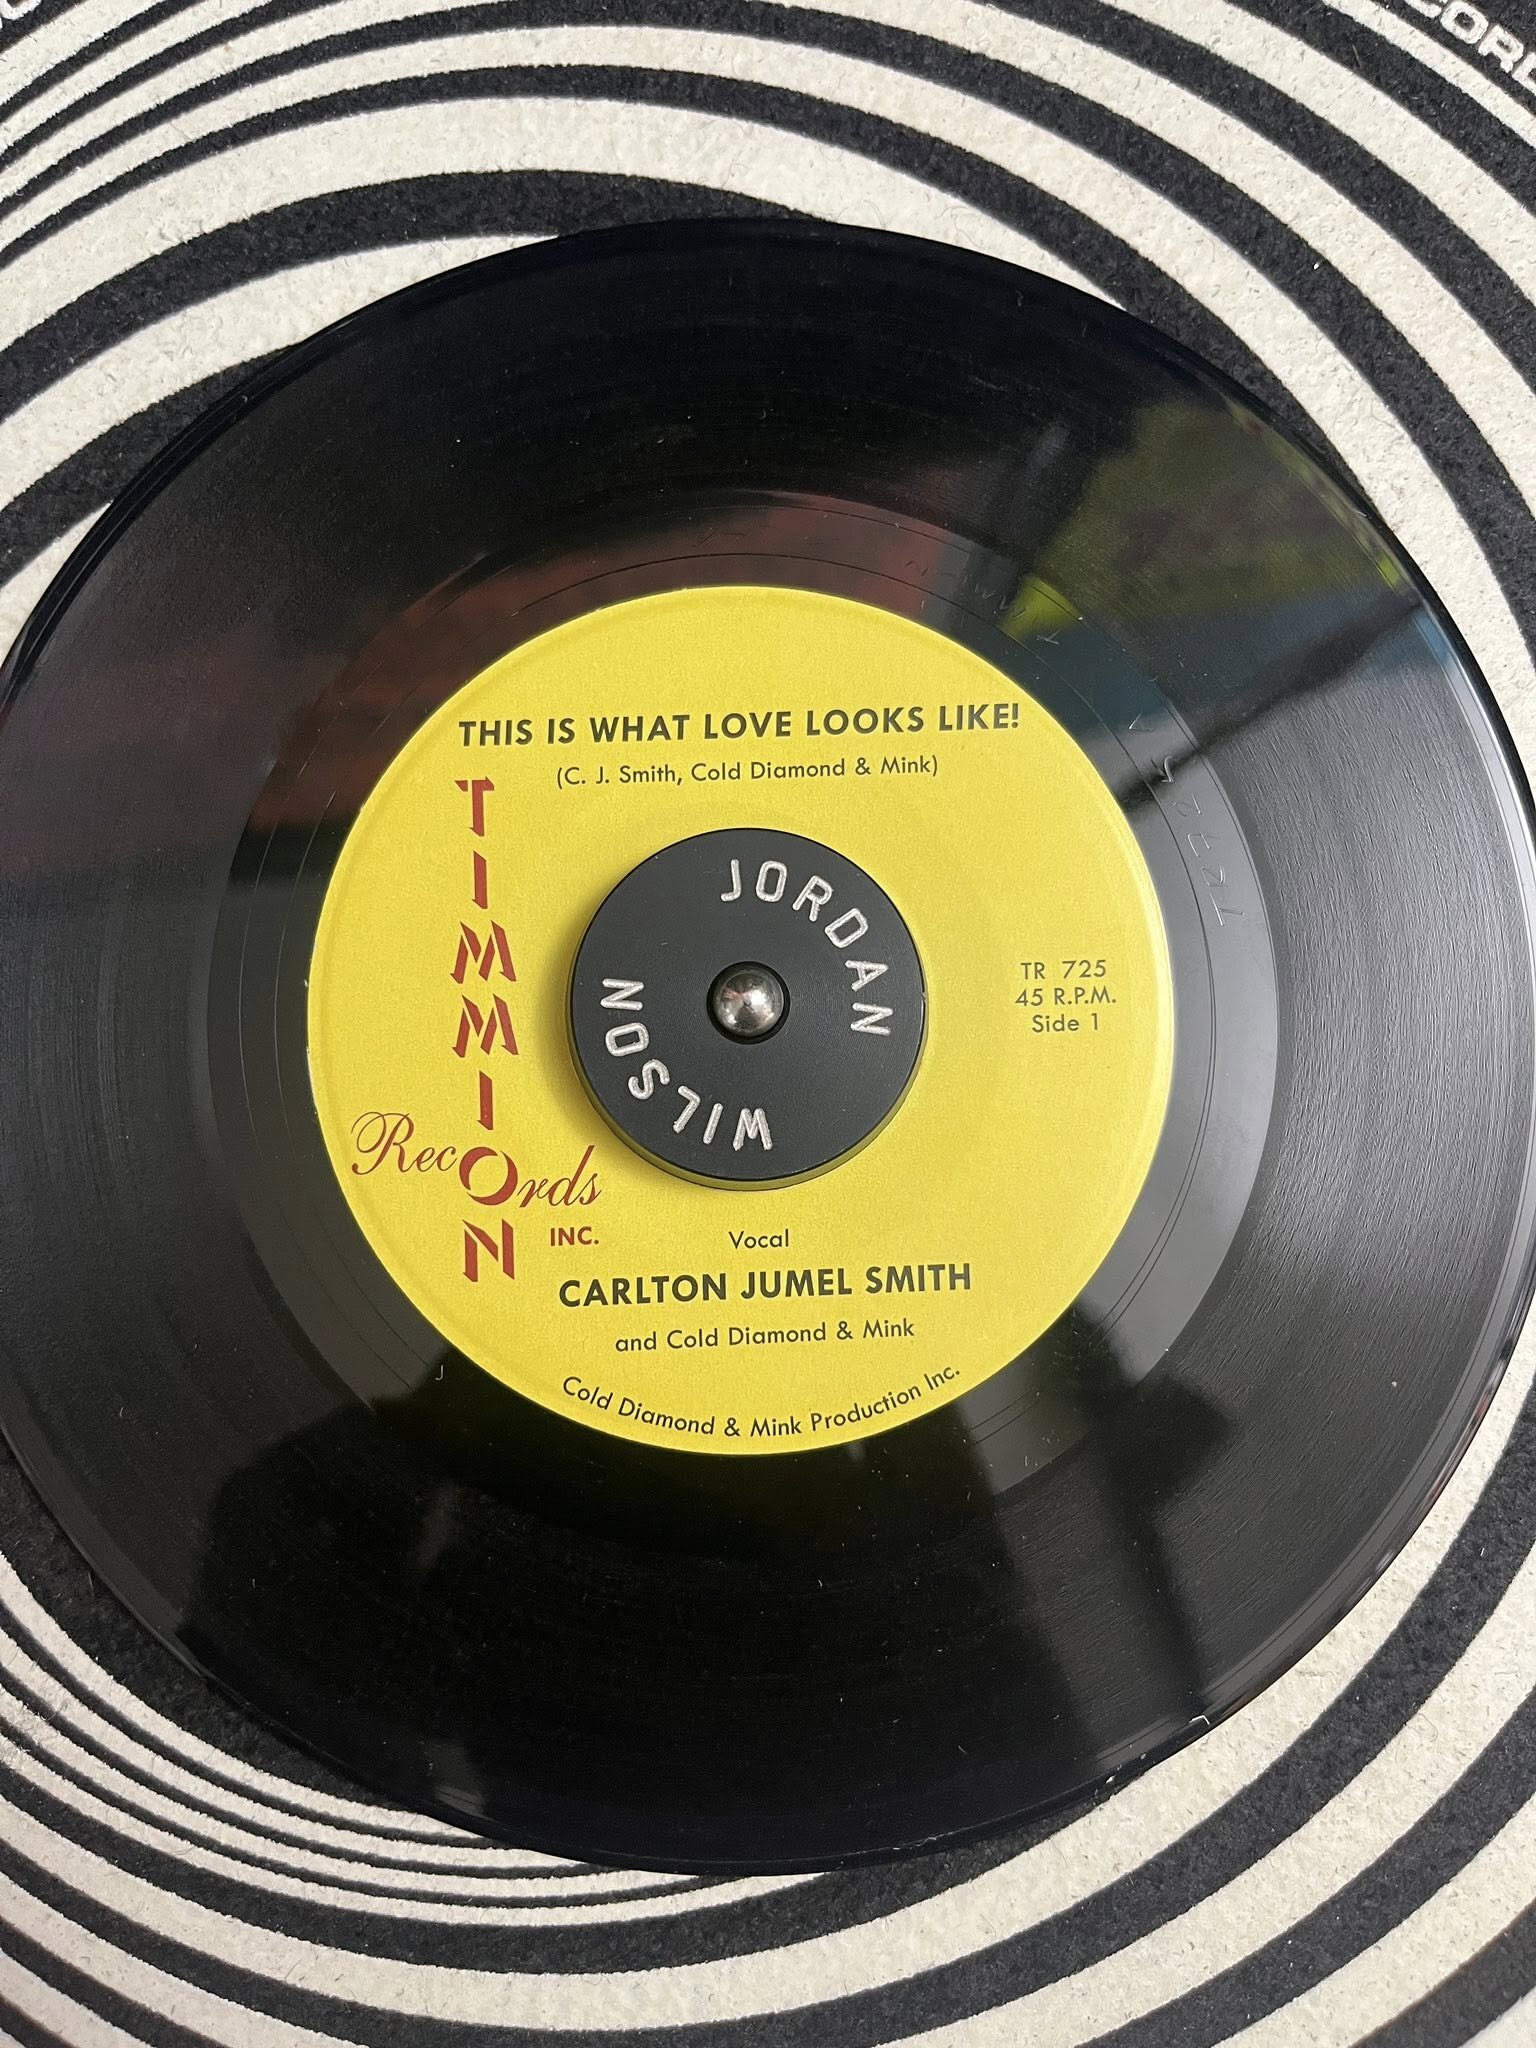 THIS IS WHAT LOVE LOOKS LIKE!
(C. J. Smith, Cold Diamond & Mink)
TIMMION
Records
INC.
JORDAN
WILSON
TR 725
45 R.P.M.
Side 1
Vocal
CARLTON JUMEL SMITH
and Cold Diamond & Mink
Cold Diamond & Mink Production Inc.